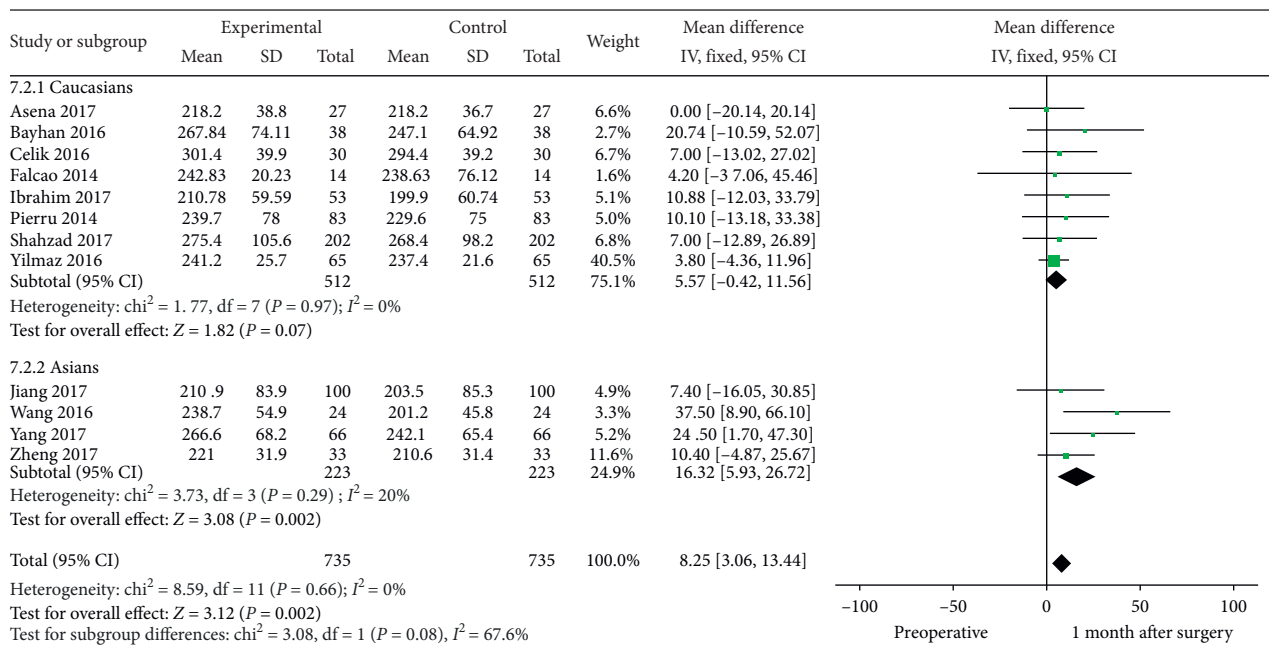 Study or subgroup Experimental Control Weight Mean difference Mean difference
Mean SD Total Mean SD Total IV, fixed, 95% CI IV, fixed, 95% CI
7.2.1 Caucasians
Asena 2017 218.2 38.8 27 218.2 36.7 27 6.6% 0.00 [–20.14, 20.14]
Bayhan 2016 267.84 74.11 38 247.1 64.92 38 2.7% 20.74 [–10.59, 52.07]
Celik 2016 301.4 39.9 30 294.4 39.2 30 6.7% 7.00 [–13.02, 27.02]
Falcao 2014 242.83 20.23 14 238.63 76.12 14 1.6% 4.20 [–3 7.06, 45.46]
Ibrahim 2017 210.78 59.59 53 199.9 60.74 53 5.1% 10.88 [–12.03, 33.79]
Pierru 2014 239.7 78 83 229.6 75 83 5.0% 10.10 [–13.18, 33.38]
Shahzad 2017 275.4 105.6 202 268.4 98.2 202 6.8% 7.00 [–12.89, 26.89]
Yilmaz 2016 241.2 25.7 65 237.4 21.6 65 40.5% 3.80 [–4.36, 11.96]
Subtotal (95% CI) 512 512 75.1% 5.57 [–0.42, 11.56]
Heterogeneity: chi² = 1. 77, df = 7 (P = 0.97); I² = 0%
Test for overall effect: Z = 1.82 (P = 0.07)
7.2.2 Asians
Jiang 2017 210 .9 83.9 100 203.5 85.3 100 4.9% 7.40 [–16.05, 30.85]
Wang 2016 238.7 54.9 24 201.2 45.8 24 3.3% 37.50 [8.90, 66.10]
Yang 2017 266.6 68.2 66 242.1 65.4 66 5.2% 24 .50 [1.70, 47.30]
Zheng 2017 221 31.9 33 210.6 31.4 33 11.6% 10.40 [–4.87, 25.67]
Subtotal (95% CI) 223 223 24.9% 16.32 [5.93, 26.72]
Heterogeneity: chi² = 3.73, df = 3 (P = 0.29) ; I² = 20%
Test for overall effect: Z = 3.08 (P = 0.002)
Total (95% CI) 735 735 100.0% 8.25 [3.06, 13.44]
Heterogeneity: chi² = 8.59, df = 11 (P = 0.66); I² = 0%
Test for overall effect: Z = 3.12 (P = 0.002)
Test for subgroup differences: chi² = 3.08, df = 1 (P = 0.08), I² = 67.6%
–100 –50 0 50 100
Preoperative 1 month after surgery